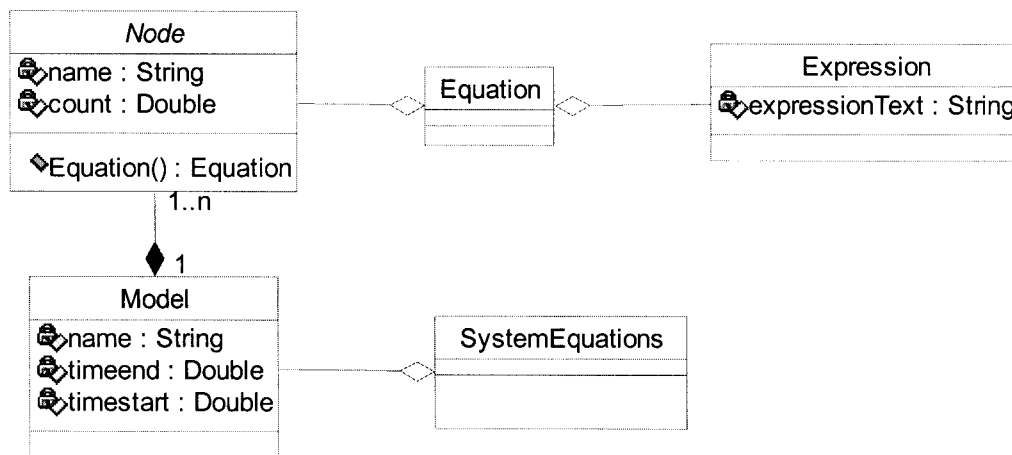 Node
name : String
count : Double
Equation() : Equation
Equation
Expression
expressionText : String
1..n
1
Model
name : String
timeend : Double
timestart : Double
SystemEquations